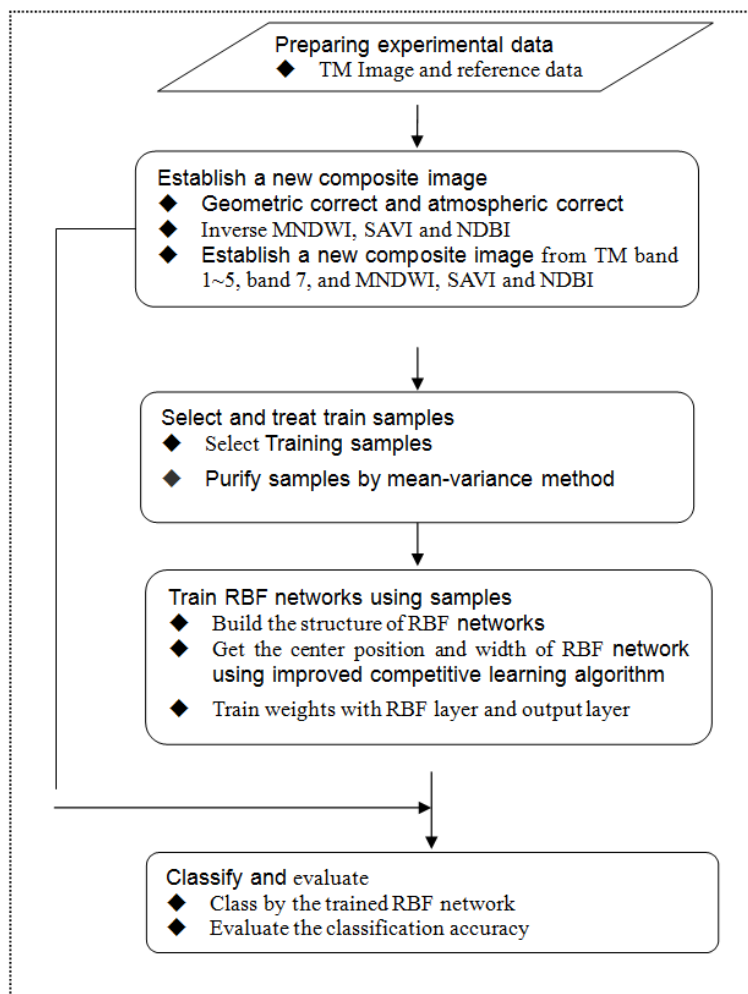 Preparing experimental data
◆ TM Image and reference data
Establish a new composite image
◆ Geometric correct and atmospheric correct
◆ Inverse MNDWI, SAVI and NDBI
◆ Establish a new composite image from TM band
1~5, band 7, and MNDWI, SAVI and NDBI
Select and treat train samples
◆ Select Training samples
◆ Purify samples by mean-variance method
Train RBF networks using samples
◆ Build the structure of RBF networks
◆ Get the center position and width of RBF network
using improved competitive learning algorithm
◆ Train weights with RBF layer and output layer
Classify and evaluate
◆ Class by the trained RBF network
◆ Evaluate the classification accuracy